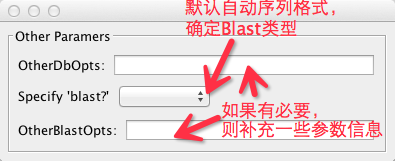 默认自动序列格式,
确定Blast类型
Other Paramers
OtherDbOpts:
Specify 'blast?'
如果有必要,
则补充一些参数信息
OtherBlastOpts: